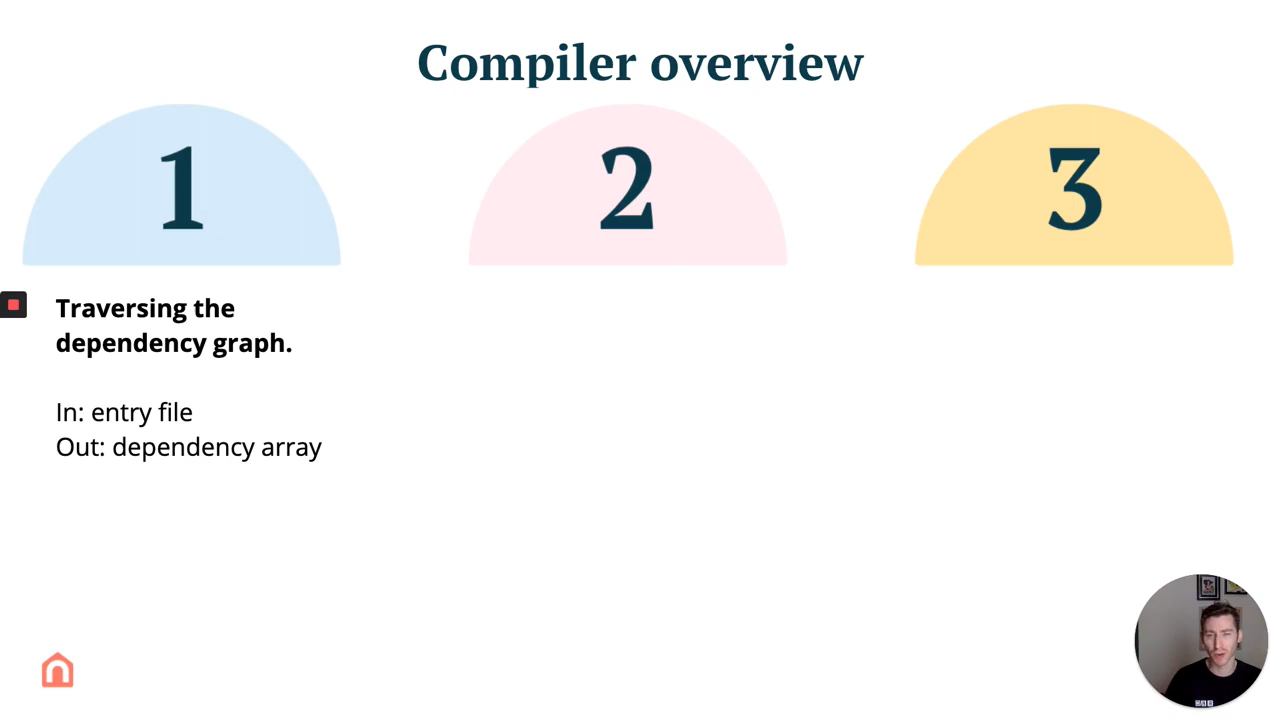 Compiler overview
1
2
3
Traversing the
dependency graph.
In: entry file
Out: dependency array